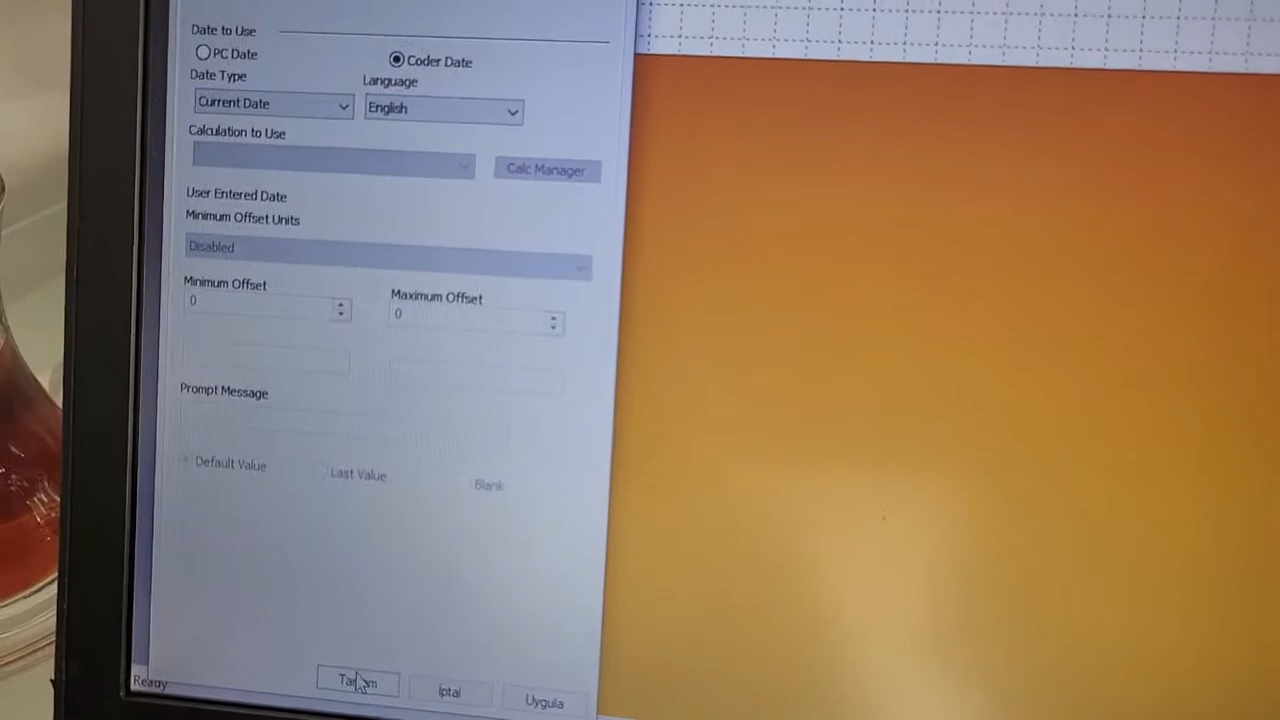 Date to Use
PC Date
Coder Date
Date Type
Language
Current Date
English
Calculation to Use
Calc Manager
User Entered Date
Minimum Offset Units
Disabled
Minimum Offset
Maximum Offset
0
0
Prompt Message
Default Value
Last Value
Blank
Ready
İptal
Uygula